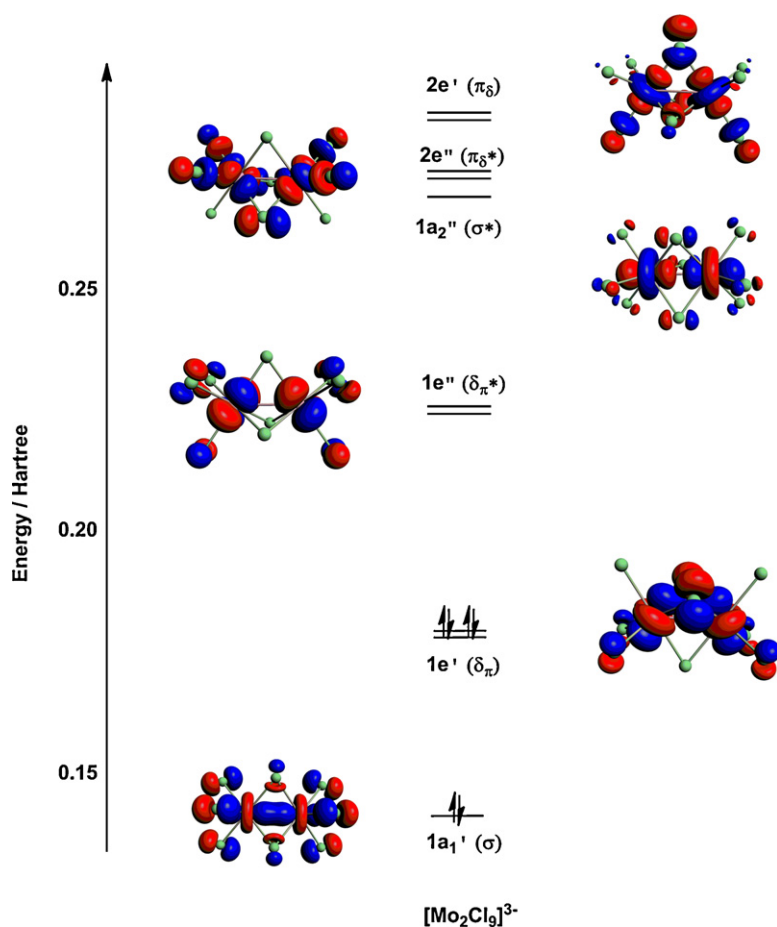 2e' (πδ)
2e" (πδ*)
1a2" (σ*)
0.25
1e" (δπ*)
Energy / Hartree
0.20
1e' (δπ)
0.15
1a1' (σ)
[Mo2Cl9]3-